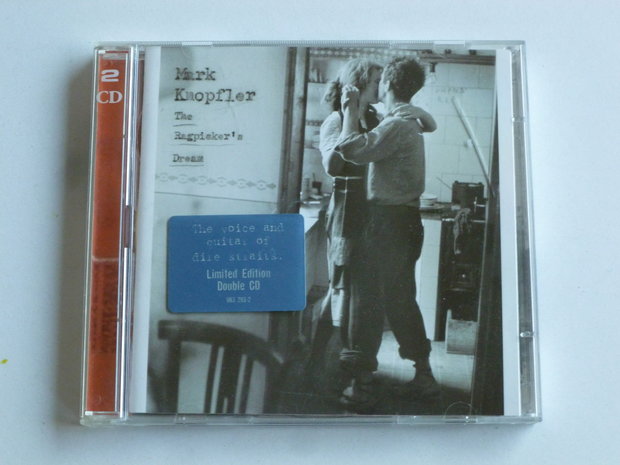 2
CD
Mark
Knopfler
The
Ragpicker's
Dream
The voice and
guitar of
dire straits.
Limited Edition
Double CD